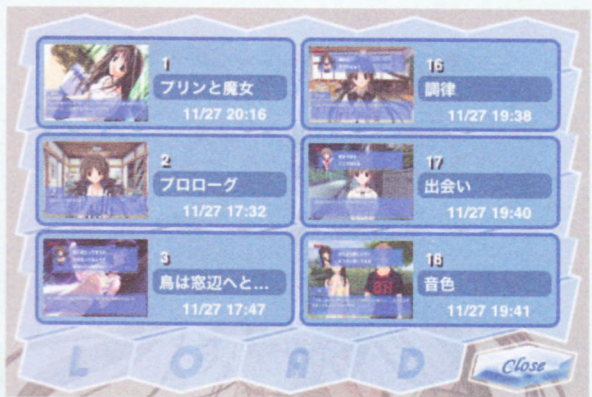 1
プリンと魔女
11/27 20:16
2
プロローグ
11/27 17:32
3
鳥は窓辺へと...
11/27 17:47
16
調律
11/27 19:38
17
出会い
11/27 19:40
18
音色
11/27 19:41
LOAD
Close